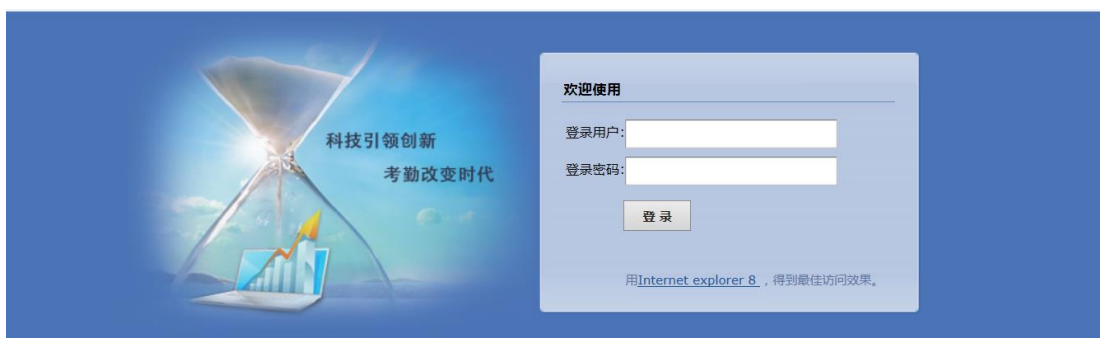 科技引领创新
考勤改变时代
欢迎使用
登录用户:
登录密码:
登 录
用Internet explorer 8 ，得到最佳访问效果。